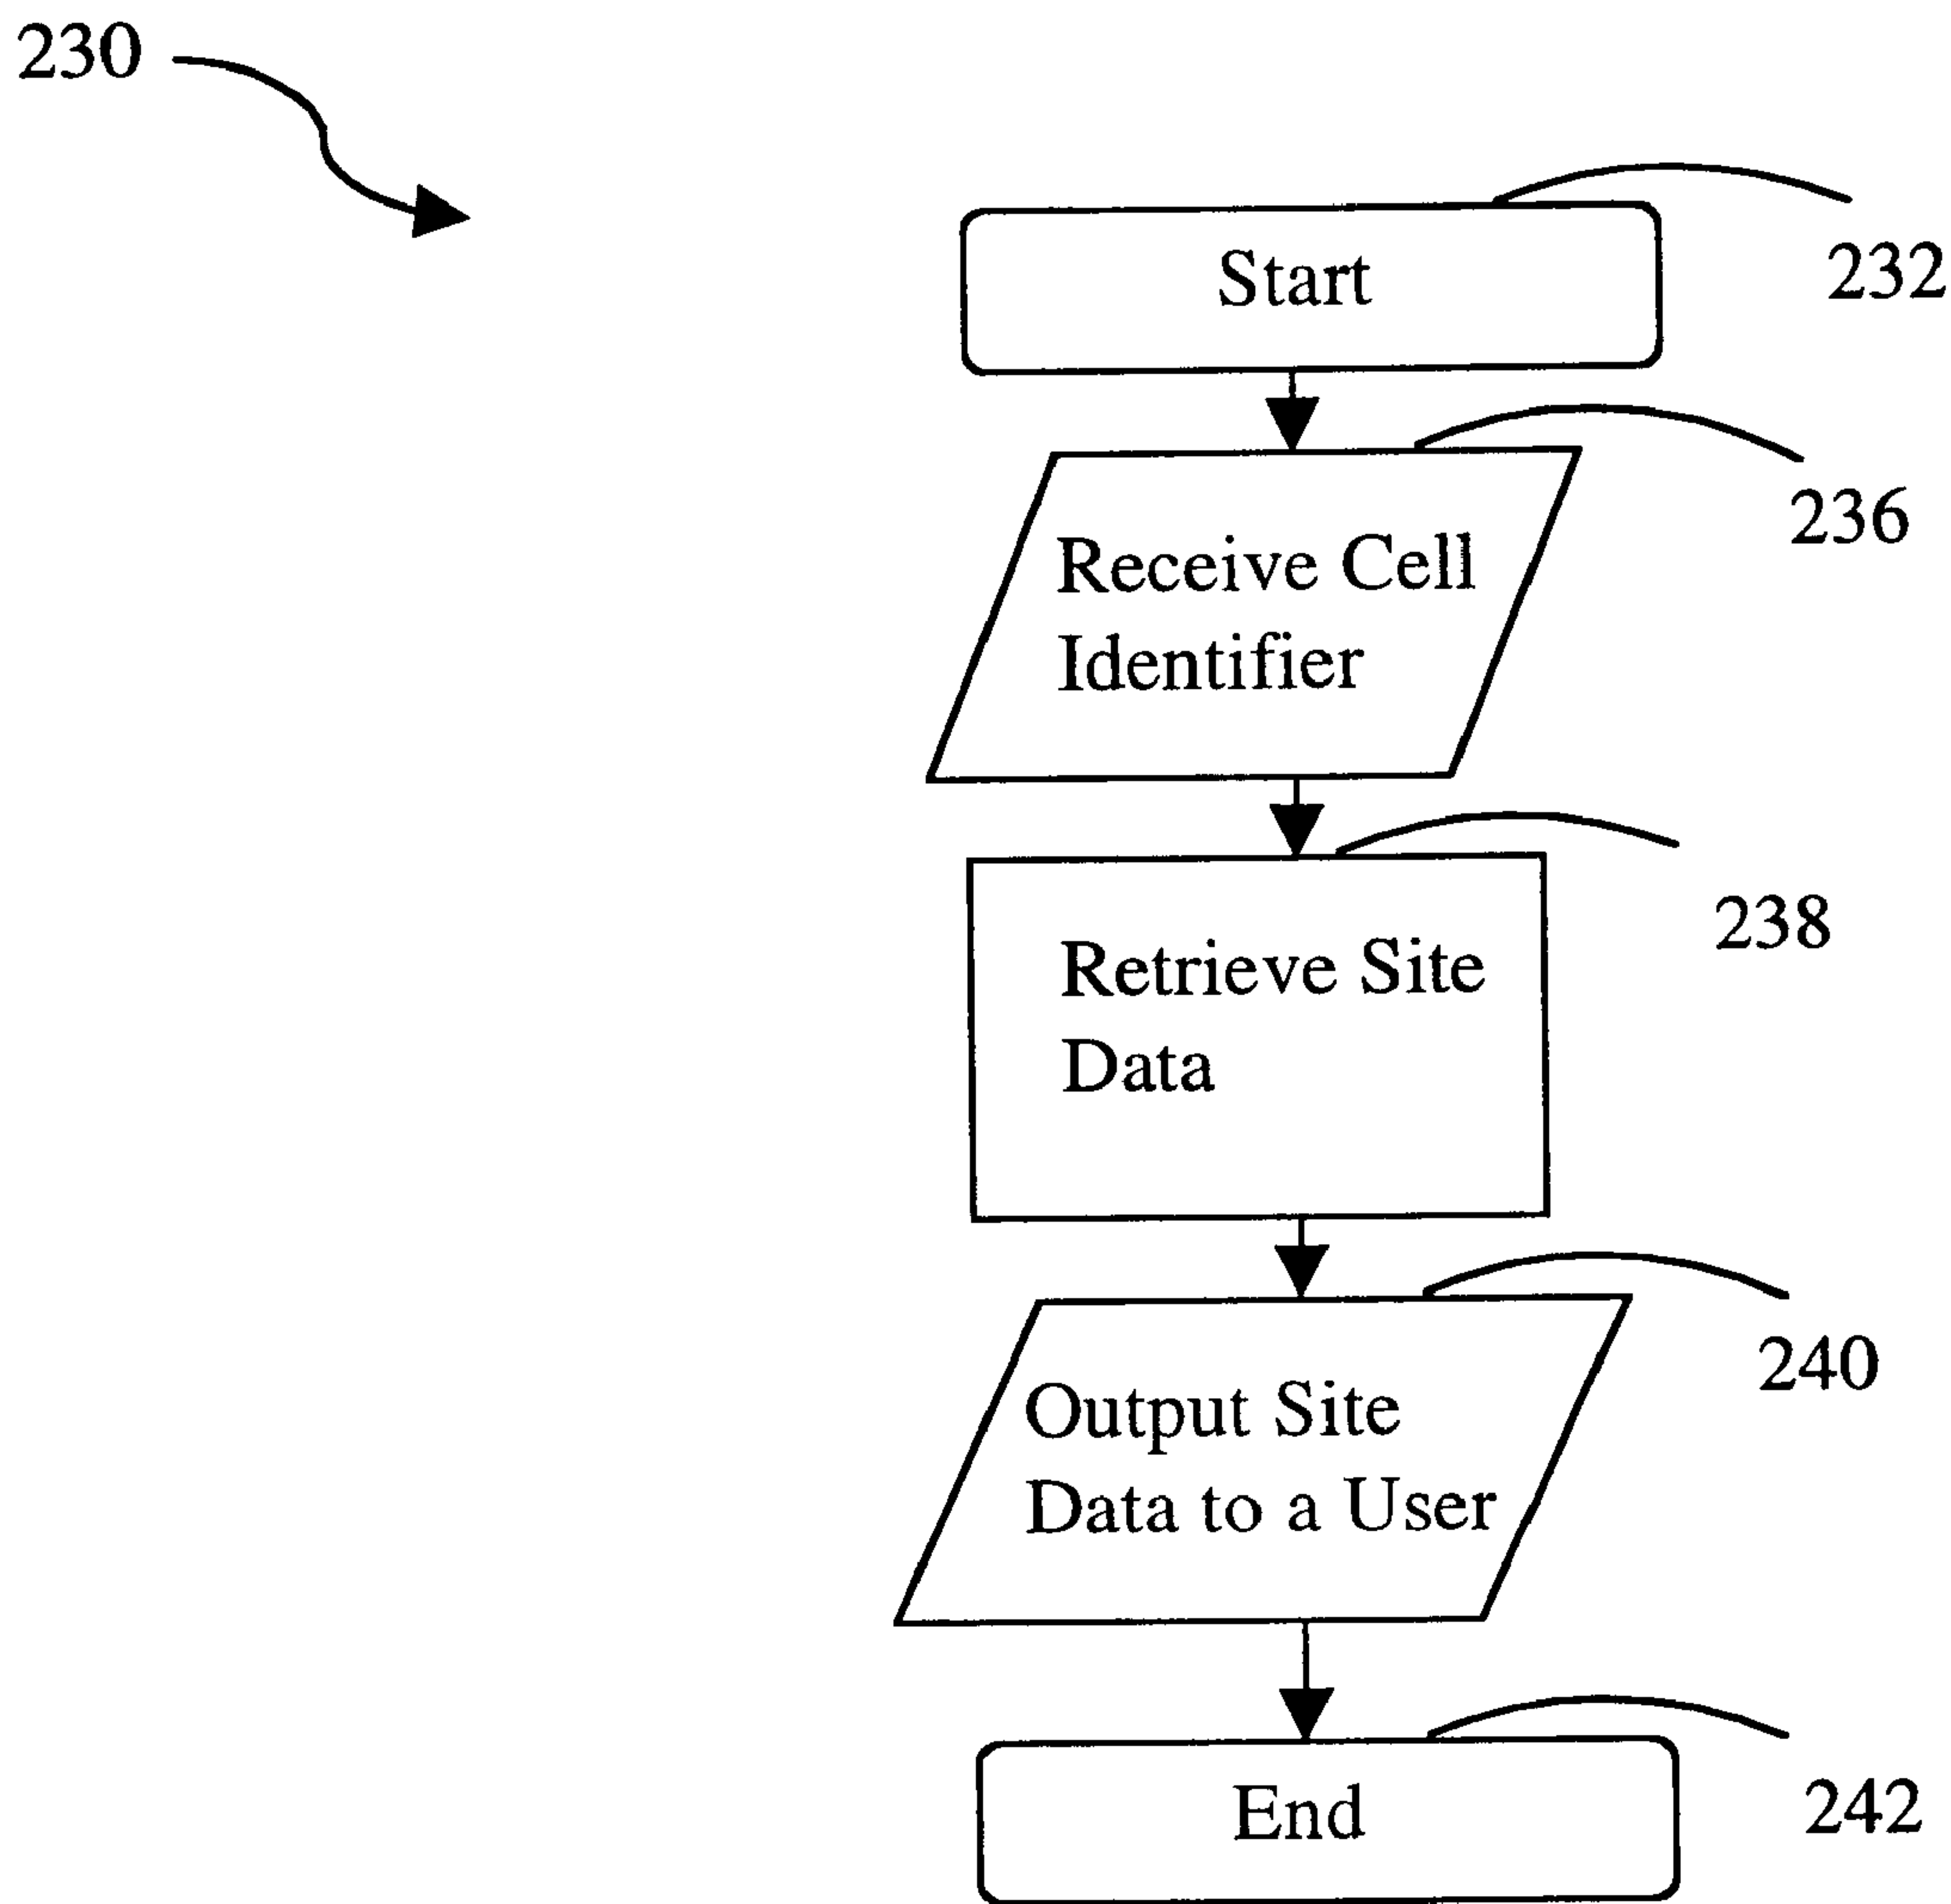 230
Start
232
236
Receive Cell
Identifier
238
Retrieve Site
Data
240
Output Site
Data to a User
End
242